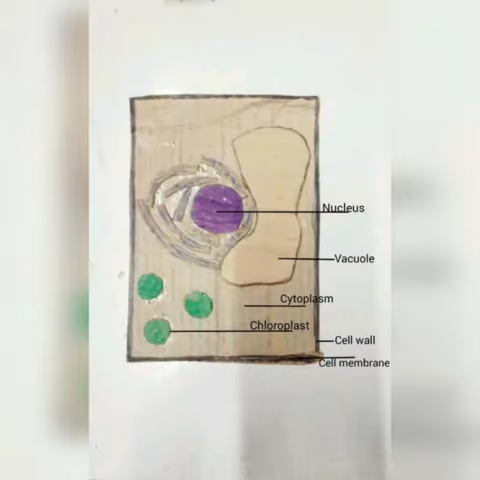 Nucleus
Vacuole
Cytoplasm
Chloroplast
Cell wall
Cell membrane